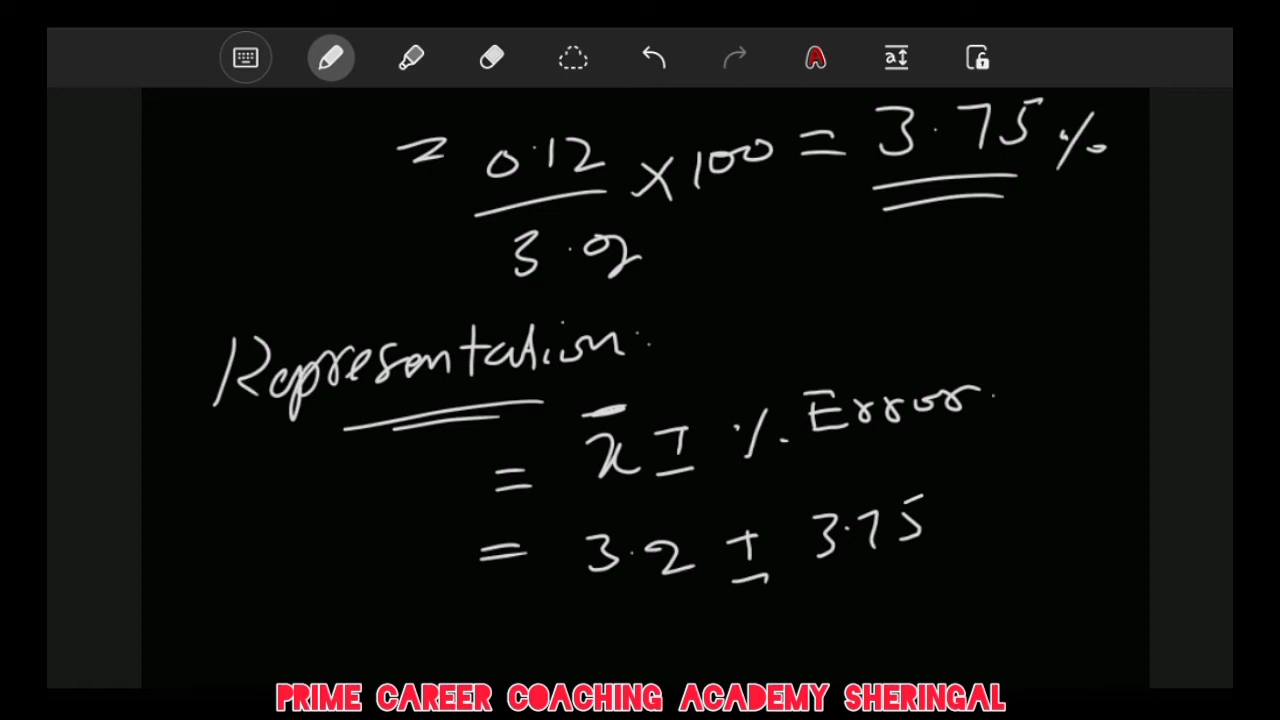 = 0.12 × 100 = 3.75 %
3.2
Representation:
= x̄ ± % Error.
= 3.2 ± 3.75
PRIME CAREER COACHING ACADEMY SHERINGAL